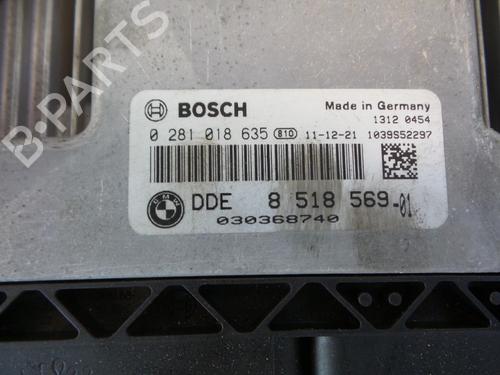 B-PARTS
BOSCH
Made in Germany
1312 0454
0 281 018 635 810 11-12-21 1039S52297
BMW
DDE 8 518 569-01
030368740